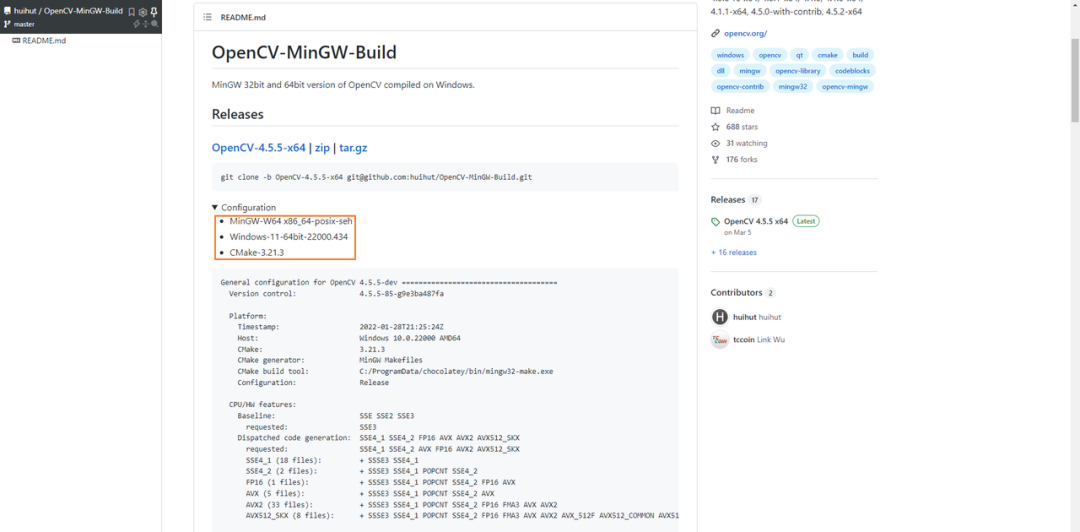 huihut / OpenCV-MinGW-Build
master
README.md
README.md
OpenCV-MinGW-Build
MinGW 32bit and 64bit version of OpenCV compiled on Windows.
Releases
OpenCV-4.5.5-x64 | zip | tar.gz
git clone -b OpenCV-4.5.5-x64 git@github.com:huihut/OpenCV-MinGW-Build.git
▼ Configuration
• MinGW-W64 x86_64-posix-seh
• Windows-11-64bit-22000.434
• CMake-3.21.3
General configuration for OpenCV 4.5.5-dev =====================================
Version control: 4.5.5-85-g9e3ba487fa
Platform:
Timestamp: 2022-01-28T21:25:24Z
Host: Windows 10.0.22000 AMD64
CMake: 3.21.3
CMake generator: MinGW Makefiles
CMake build tool: C:/ProgramData/chocolatey/bin/mingw32-make.exe
Configuration: Release
CPU/HW features:
Baseline: SSE SSE2 SSE3
requested: SSE3
Dispatched code generation: SSE4_1 SSE4_2 FP16 AVX AVX2 AVX512_SKX
requested: SSE4_1 SSE4_2 AVX FP16 AVX2 AVX512_SKX
SSE4_1 (18 files): + SSSE3 SSE4_1
SSE4_2 (2 files): + SSSE3 SSE4_1 POPCNT SSE4_2
FP16 (1 files): + SSSE3 SSE4_1 POPCNT SSE4_2 FP16 AVX
AVX (5 files): + SSSE3 SSE4_1 POPCNT SSE4_2 AVX
AVX2 (33 files): + SSSE3 SSE4_1 POPCNT SSE4_2 FP16 FMA3 AVX AVX2
AVX512_SKX (8 files): + SSSE3 SSE4_1 POPCNT SSE4_2 FP16 FMA3 AVX AVX2 AVX_512F AVX512_COMMON AVX51
4.1.1-x64, 4.5.0-with-contrib, 4.5.2-x64
opencv.org/
windows opencv qt cmake build
dll mingw opencv-library codeblocks
opencv-contrib mingw32 opencv-mingw
Readme
688 stars
31 watching
176 forks
Releases 17
OpenCV 4.5.5 x64 Latest
on Mar 5
+ 16 releases
Contributors 2
H huihut huihut
tccoin Link Wu